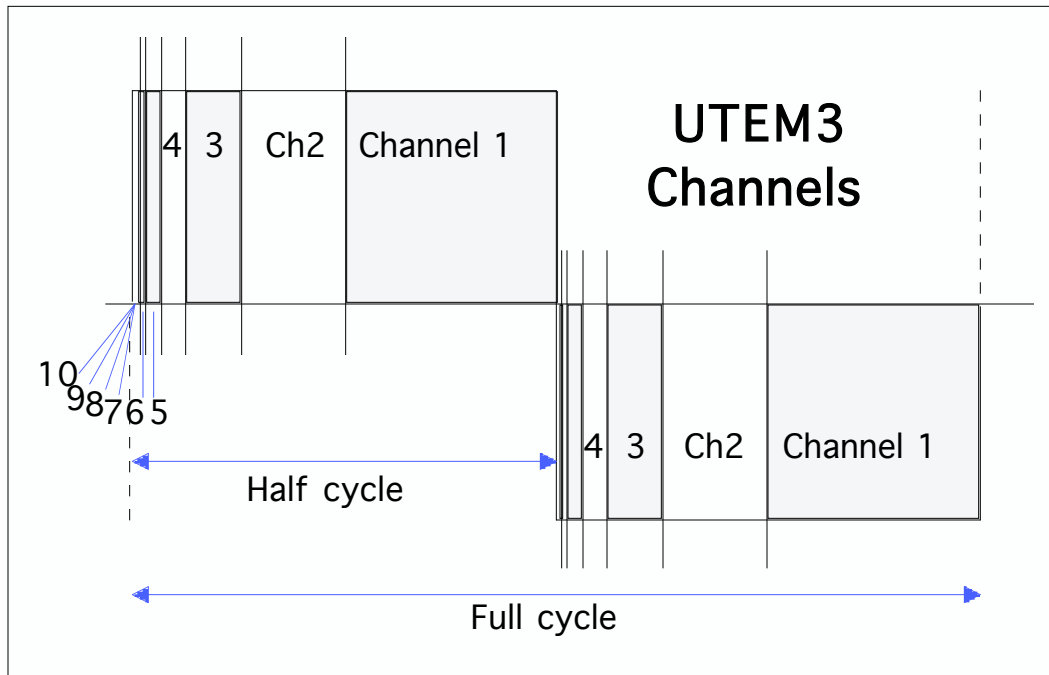 UTEM3
Channels
4 3 Ch2 Channel 1
10
9 8 7 6 5
4 3 Ch2 Channel 1
Half cycle
Full cycle